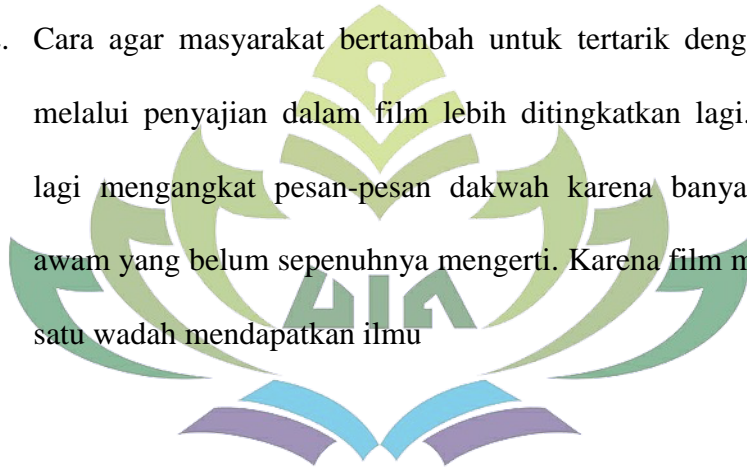 . Cara agar masyarakat bertambah untuk tertarik deng
melalui penyajian dalam film lebih ditingkatkan lagi.
lagi mengangkat pesan-pesan dakwah karena banya
awam yang belum sepenuhnya mengerti. Karena film m
satu wadah mendapatkan ilmu